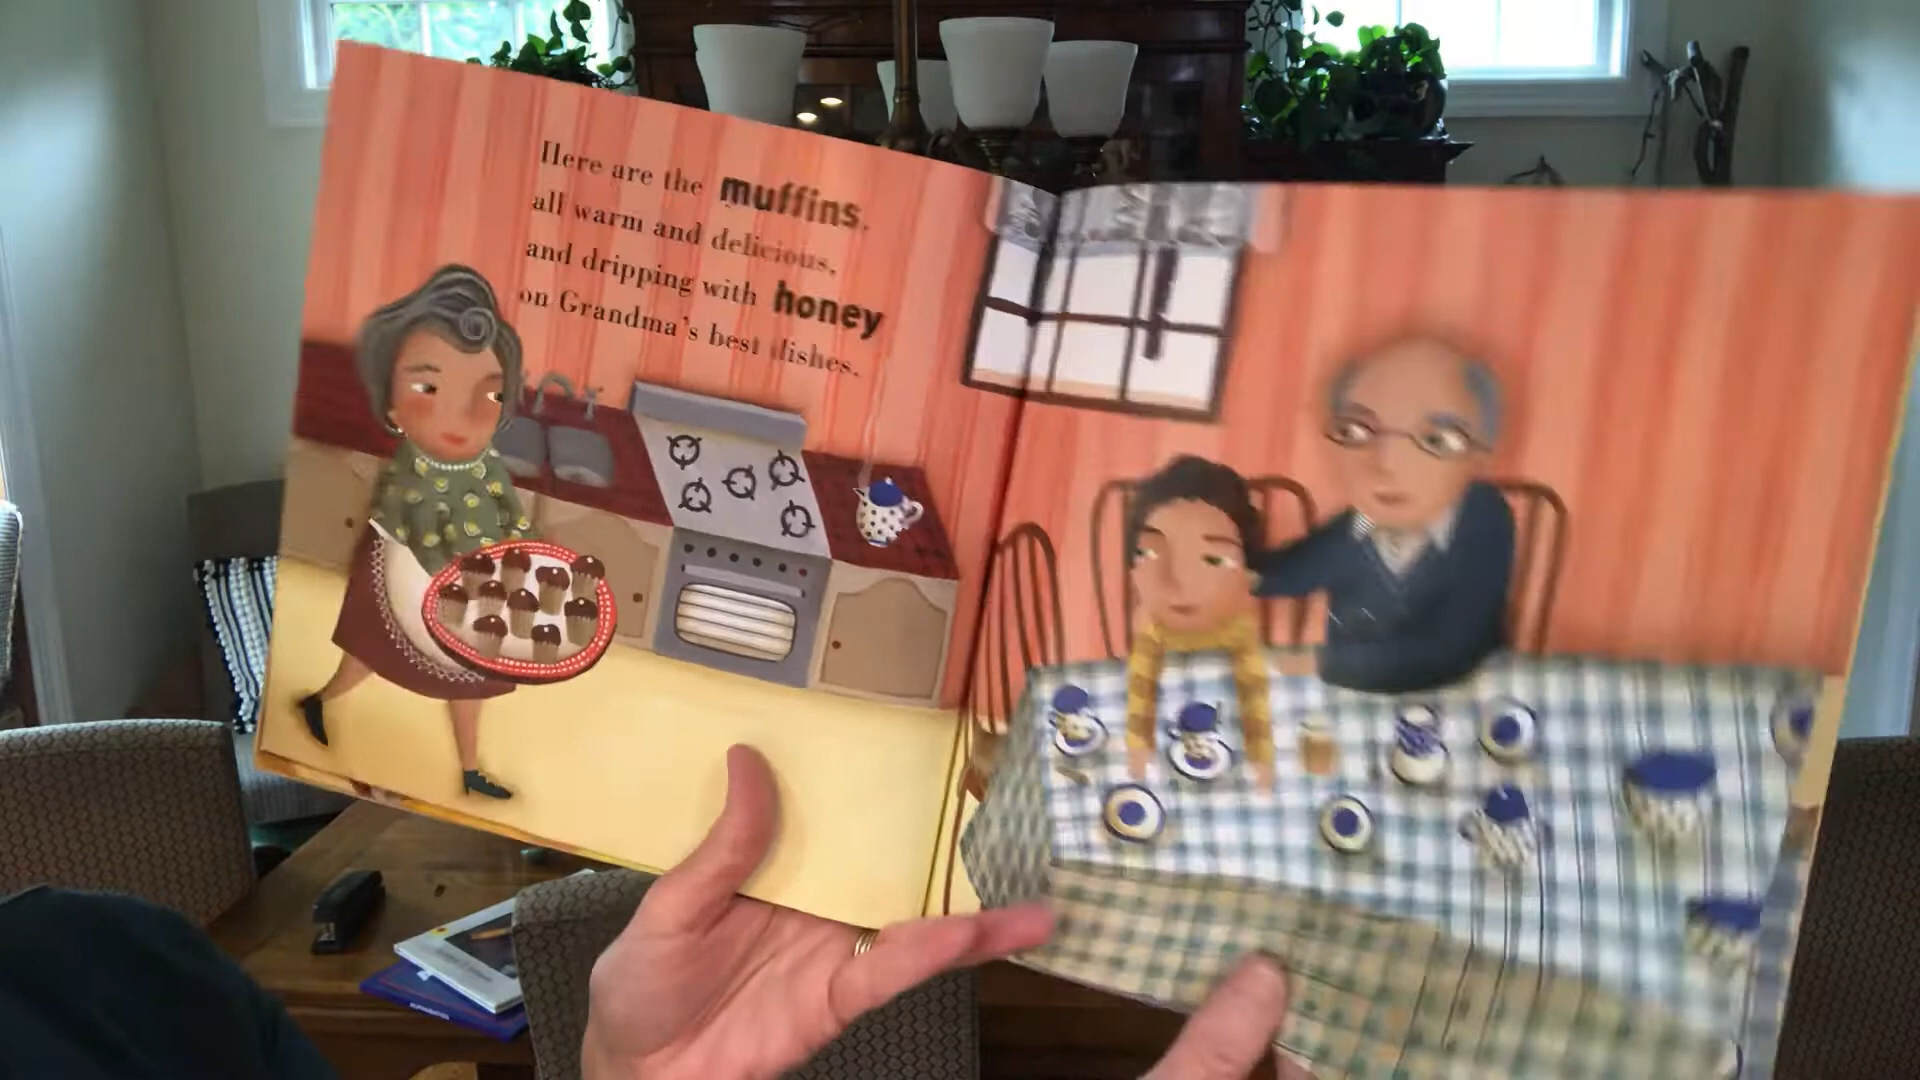 Here are the muffins,
all warm and delicious,
and dripping with honey
on Grandma's best dishes.